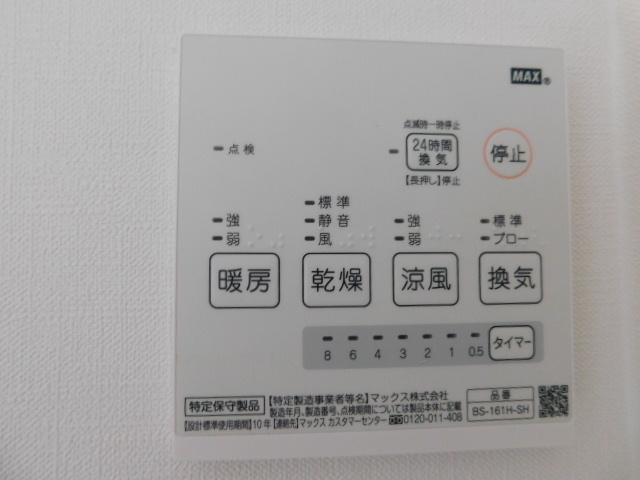 MAX®
点検
点滅時一時停止
24時間
換気
【長押し】停止
停止
強
弱
標準
静音
風
強
弱
標準
ブロー
暖房
乾燥
涼風
換気
8 6 4 3 2 1 0.5
タイマー
特定保守製品
【特定製造事業者等名】マックス株式会社
製造年月、製造番号、点検期間については製品本体に記載
【設計標準使用期間】10年【連絡先】マックス カスタマーセンター 0120-011-408
品番
BS-161H-SH